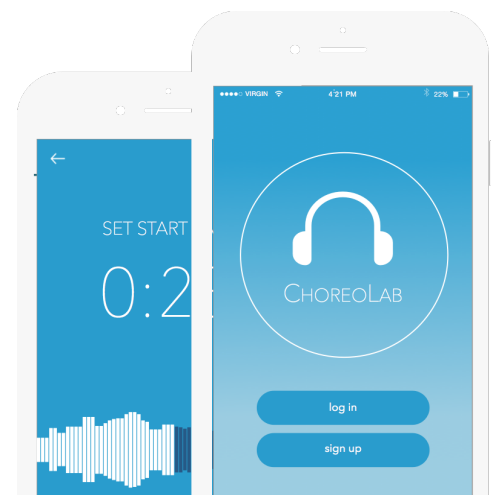 VIRGIN
4:21 PM
22%
SET START
0:2
CHOREOLAB
log in
sign up